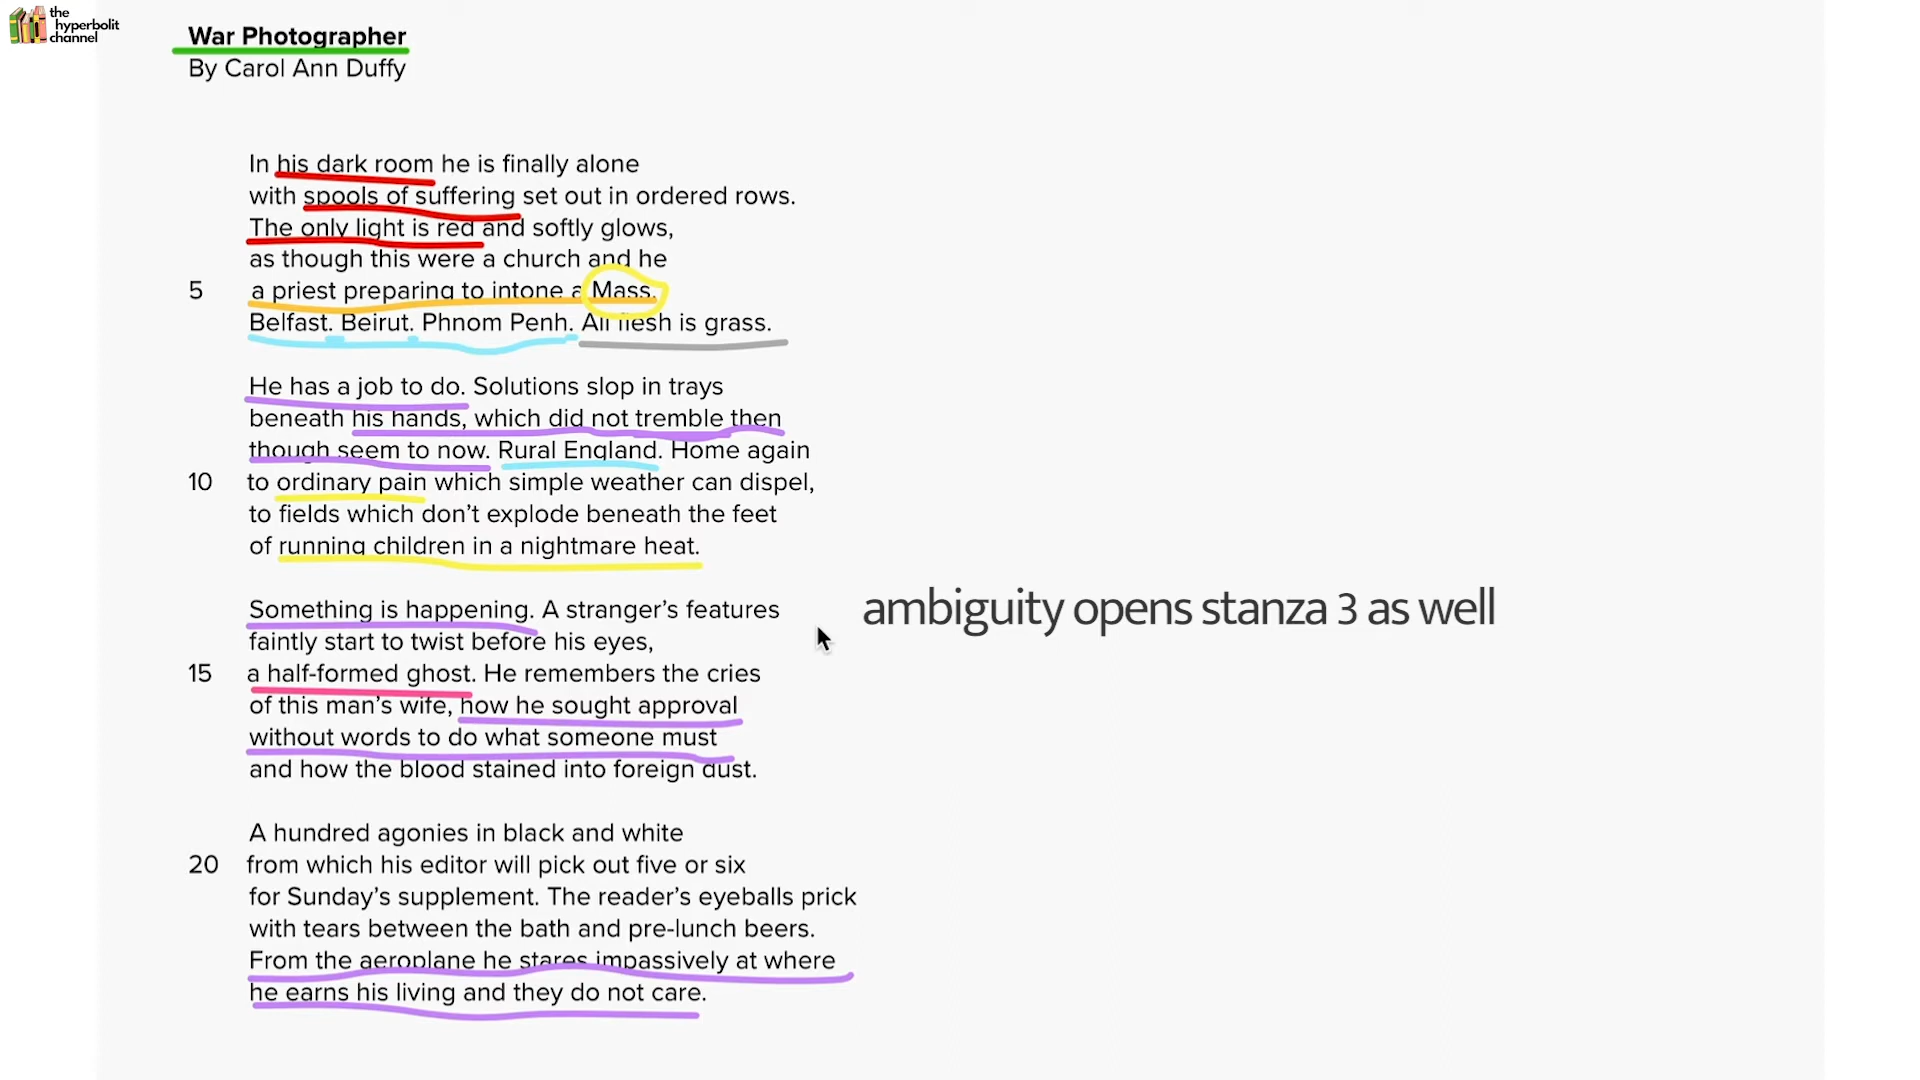 the
hyperbolit
channel
War Photographer
By Carol Ann Duffy
In his dark room he is finally alone
with spools of suffering set out in ordered rows.
The only light is red and softly glows,
as though this were a church and he
5 a priest preparing to intone a Mass.
Belfast. Beirut. Phnom Penh. All flesh is grass.
He has a job to do. Solutions slop in trays
beneath his hands, which did not tremble then
though seem to now. Rural England. Home again
10 to ordinary pain which simple weather can dispel,
to fields which don’t explode beneath the feet
of running children in a nightmare heat.
Something is happening. A stranger’s features
faintly start to twist before his eyes,
15 a half-formed ghost. He remembers the cries
of this man’s wife, how he sought approval
without words to do what someone must
and how the blood stained into foreign dust.
ambiguity opens stanza 3 as well
A hundred agonies in black and white
20 from which his editor will pick out five or six
for Sunday’s supplement. The reader’s eyeballs prick
with tears between the bath and pre-lunch beers.
From the aeroplane he stares impassively at where
he earns his living and they do not care.